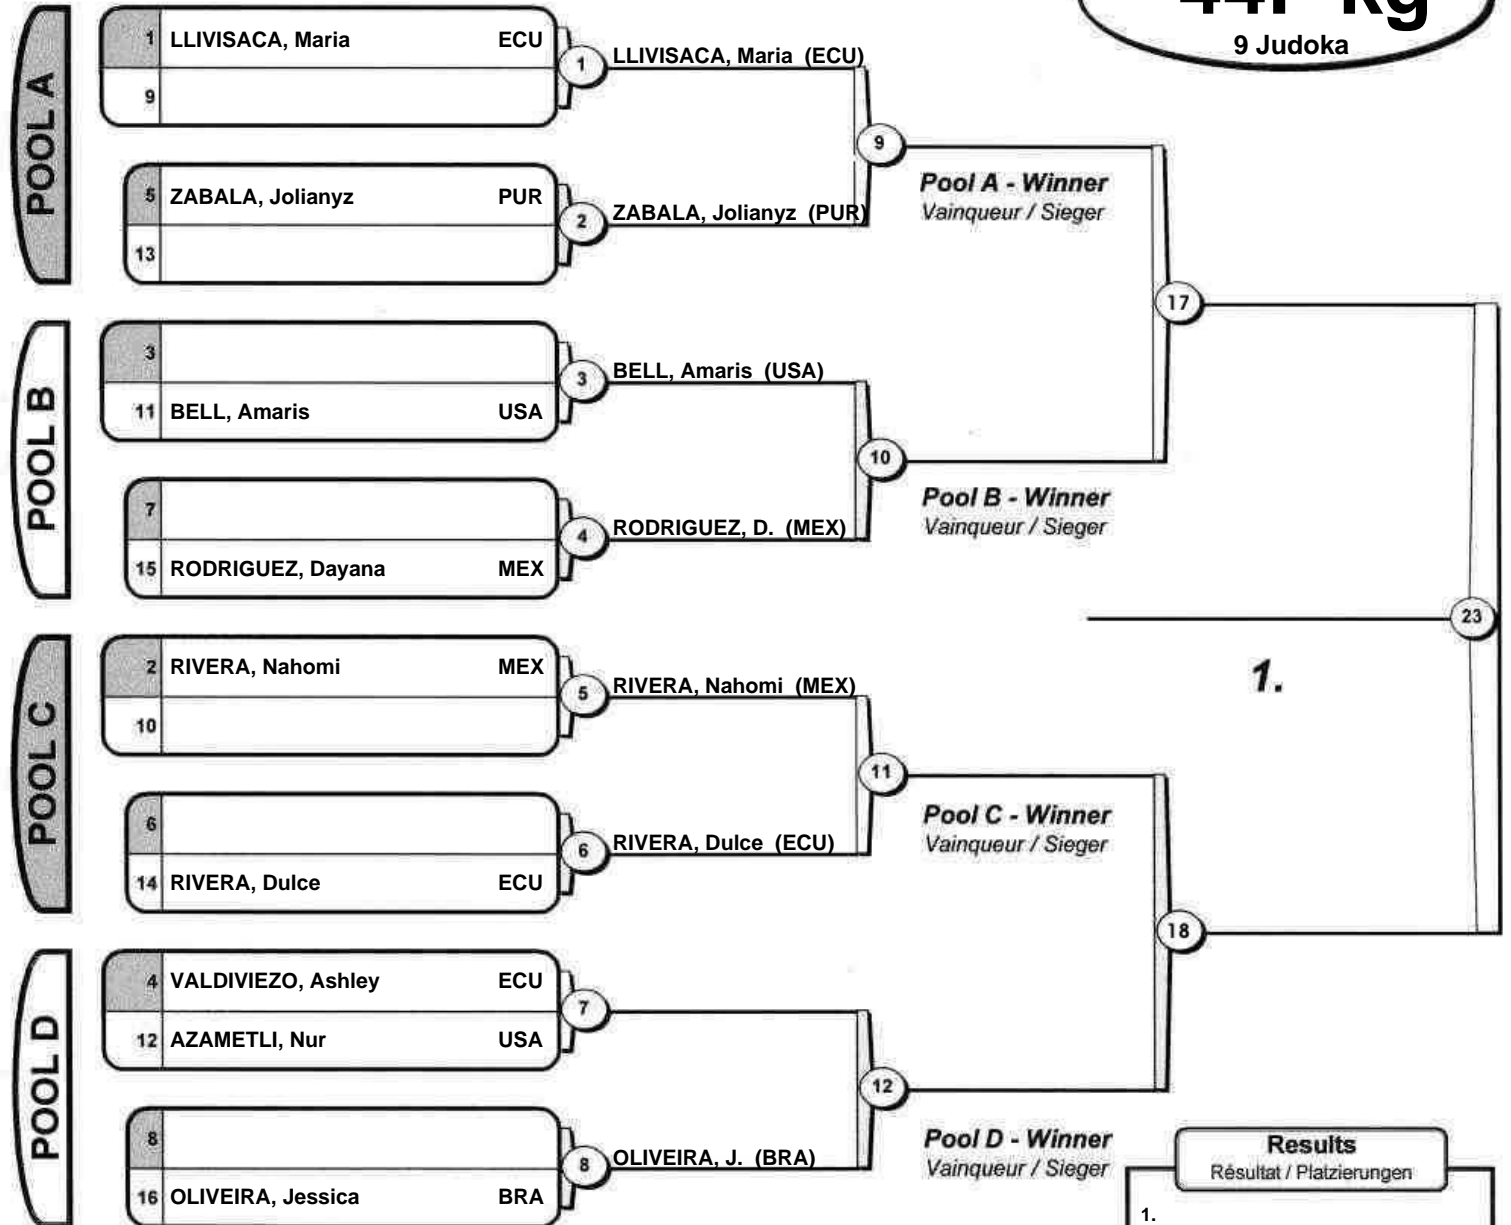 44F kg
9 Judoka
POOL A
1 LLIVISACA, Maria ECU
9
1
LLIVISACA, Maria (ECU)
5 ZABALA, Jolianyz PUR
13
2
ZABALA, Jolianyz (PUR)
9
Pool A - Winner
Vainqueur / Sieger
POOL B
3
11 BELL, Amaris USA
3
BELL, Amaris (USA)
7
15 RODRIGUEZ, Dayana MEX
4
RODRIGUEZ, D. (MEX)
10
Pool B - Winner
Vainqueur / Sieger
17
POOL C
2 RIVERA, Nahomi MEX
10
5
RIVERA, Nahomi (MEX)
6
14 RIVERA, Dulce ECU
6
RIVERA, Dulce (ECU)
11
Pool C - Winner
Vainqueur / Sieger
23
1.
POOL D
4 VALDIVIEZO, Ashley ECU
12 AZAMETLI, Nur USA
7
8
16 OLIVEIRA, Jessica BRA
8
OLIVEIRA, J. (BRA)
12
Pool D - Winner
Vainqueur / Sieger
18
Results
Résultat / Platzierungen
1.